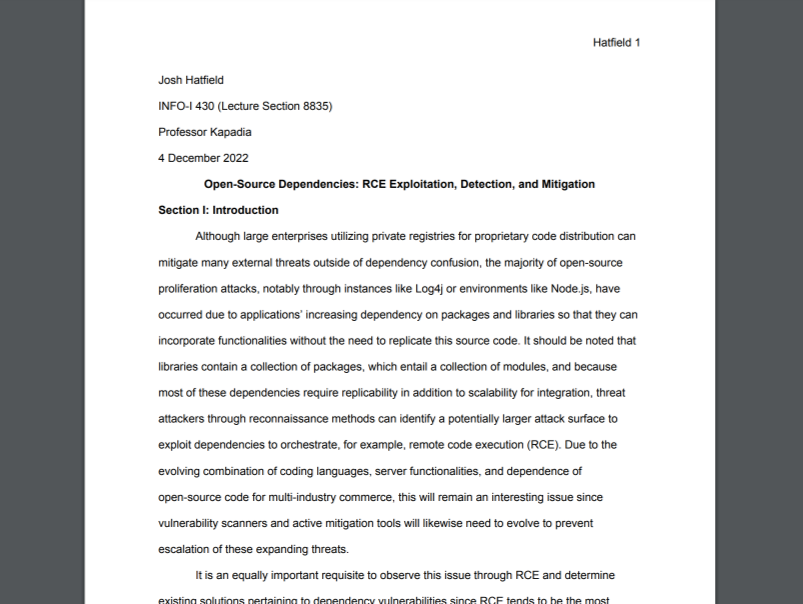 Hatfield 1
Josh Hatfield
INFO-I 430 (Lecture Section 8835)
Professor Kapadia
4 December 2022
Open-Source Dependencies: RCE Exploitation, Detection, and Mitigation
Section I: Introduction
Although large enterprises utilizing private registries for proprietary code distribution can
mitigate many external threats outside of dependency confusion, the majority of open-source
proliferation attacks, notably through instances like Log4j or environments like Node.js, have
occurred due to applications’ increasing dependency on packages and libraries so that they can
incorporate functionalities without the need to replicate this source code. It should be noted that
libraries contain a collection of packages, which entail a collection of modules, and because
most of these dependencies require replicability in addition to scalability for integration, threat
attackers through reconnaissance methods can identify a potentially larger attack surface to
exploit dependencies to orchestrate, for example, remote code execution (RCE). Due to the
evolving combination of coding languages, server functionalities, and dependence of
open-source code for multi-industry commerce, this will remain an interesting issue since
vulnerability scanners and active mitigation tools will likewise need to evolve to prevent
escalation of these expanding threats.
It is an equally important requisite to observe this issue through RCE and determine
existing solutions pertaining to dependency vulnerabilities since RCE tends to be the most